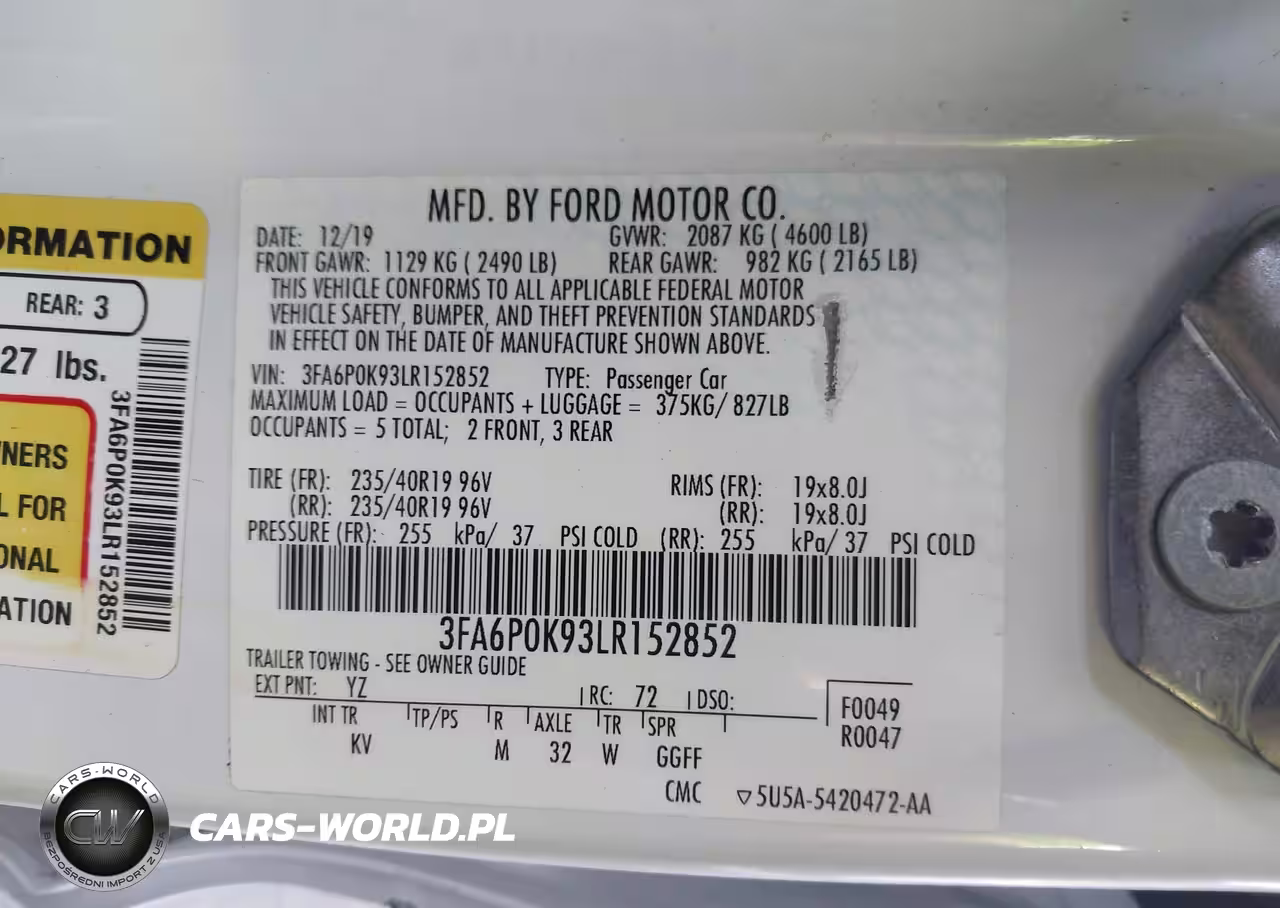 ORMATION
REAR: 3
27 lbs.
NERS
L FOR
ONAL
ATION
3FA6P0K93LR152852
MFD. BY FORD MOTOR CO.
DATE: 12/19 GVWR: 2087 KG ( 4600 LB)
FRONT GAWR: 1129 KG ( 2490 LB) REAR GAWR: 982 KG ( 2165 LB)
THIS VEHICLE CONFORMS TO ALL APPLICABLE FEDERAL MOTOR
VEHICLE SAFETY, BUMPER, AND THEFT PREVENTION STANDARDS
IN EFFECT ON THE DATE OF MANUFACTURE SHOWN ABOVE.
VIN: 3FA6P0K93LR152852 TYPE: Passenger Car
MAXIMUM LOAD = OCCUPANTS + LUGGAGE = 375KG/ 827LB
OCCUPANTS = 5 TOTAL; 2 FRONT, 3 REAR
TIRE (FR): 235/40R19 96V RIMS (FR): 19x8.0J
(RR): 235/40R19 96V (RR): 19x8.0J
PRESSURE (FR): 255 kPa/ 37 PSI COLD (RR): 255 kPa/ 37 PSI COLD
3FA6P0K93LR152852
TRAILER TOWING - SEE OWNER GUIDE
EXT PNT: YZ RC: 72 DSO:
F0049
INT TR TP/PS R AXLE TR SPR
R0047
KV M 32 W GGFF
CMC ▽5U5A-5420472-AA
CARS-WORLD
CW
BEZPOŚREDNI IMPORT Z USA
CARS-WORLD.PL